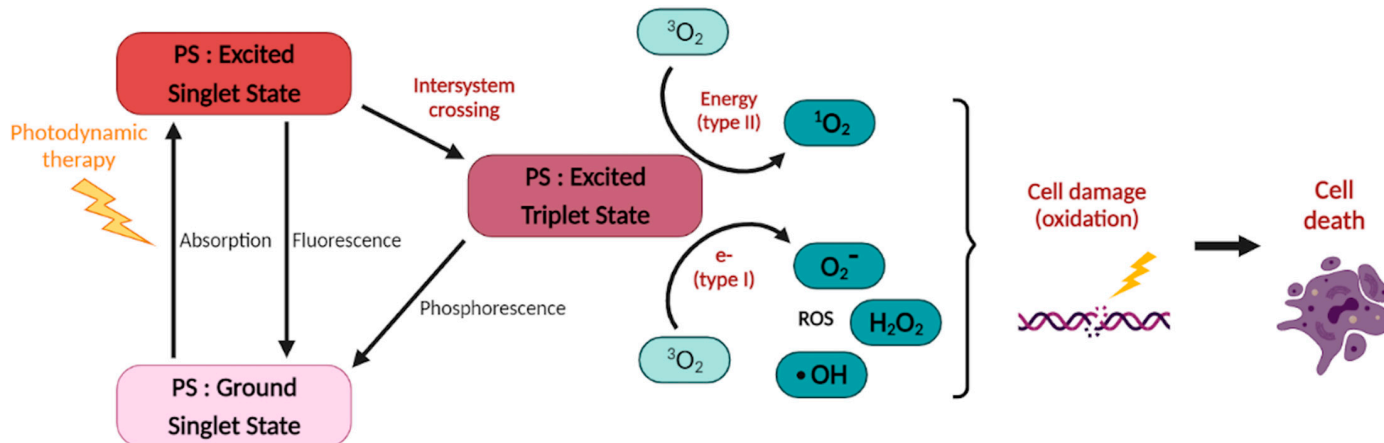 PS : Excited
Singlet State
Photodynamic
therapy
Absorption
Fluorescence
PS : Ground
Singlet State
Intersystem
crossing
PS : Excited
Triplet State
Phosphorescence
³O₂
Energy
(type II)
¹O₂
e-
(type I)
³O₂
O₂⁻
ROS
H₂O₂
• OH
Cell damage
(oxidation)
Cell
death